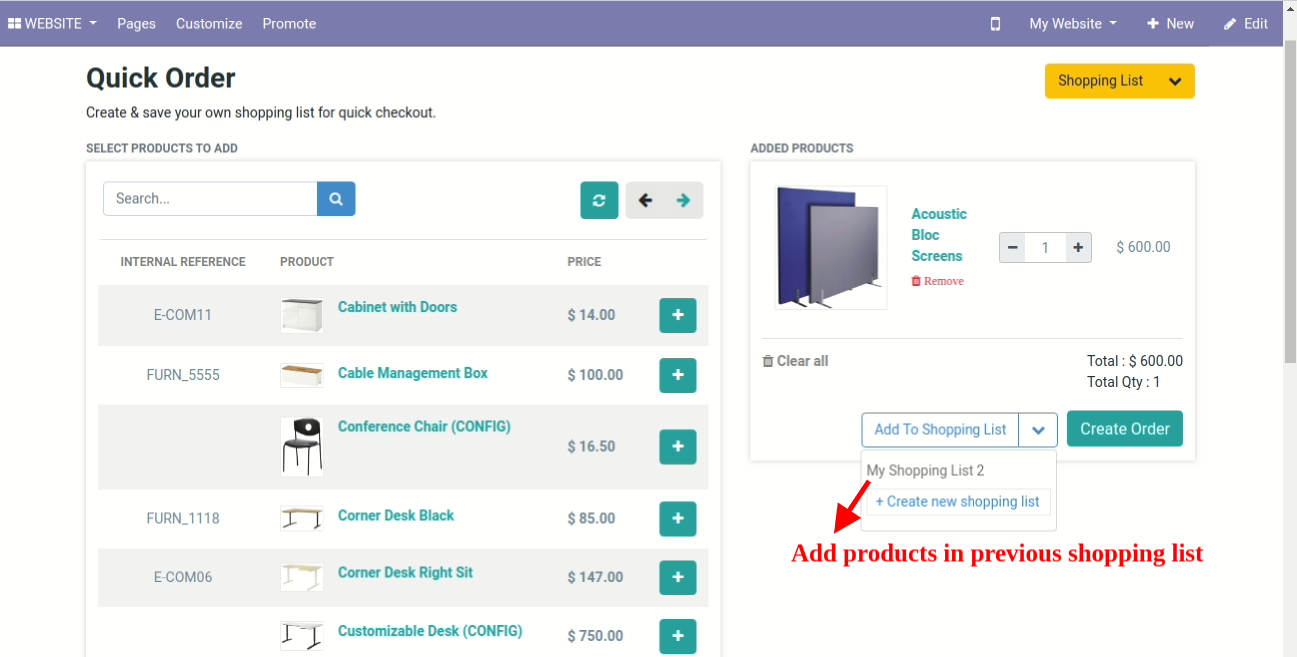 WEBSITE Pages Customize Promote My Website New Edit
Quick Order
Shopping List
Create & save your own shopping list for quick checkout.
SELECT PRODUCTS TO ADD
Search...
INTERNAL REFERENCE PRODUCT PRICE
E-COM11 Cabinet with Doors $ 14.00 +
FURN_5555 Cable Management Box $ 100.00 +
Conference Chair (CONFIG) $ 16.50 +
FURN_1118 Corner Desk Black $ 85.00 +
E-COM06 Corner Desk Right Sit $ 147.00 +
Customizable Desk (CONFIG) $ 750.00 +
ADDED PRODUCTS
Acoustic
Bloc
Screens
Remove
− 1 + $ 600.00
Clear all
Total : $ 600.00
Total Qty : 1
Add To Shopping List
Create Order
My Shopping List 2
+ Create new shopping list
Add products in previous shopping list